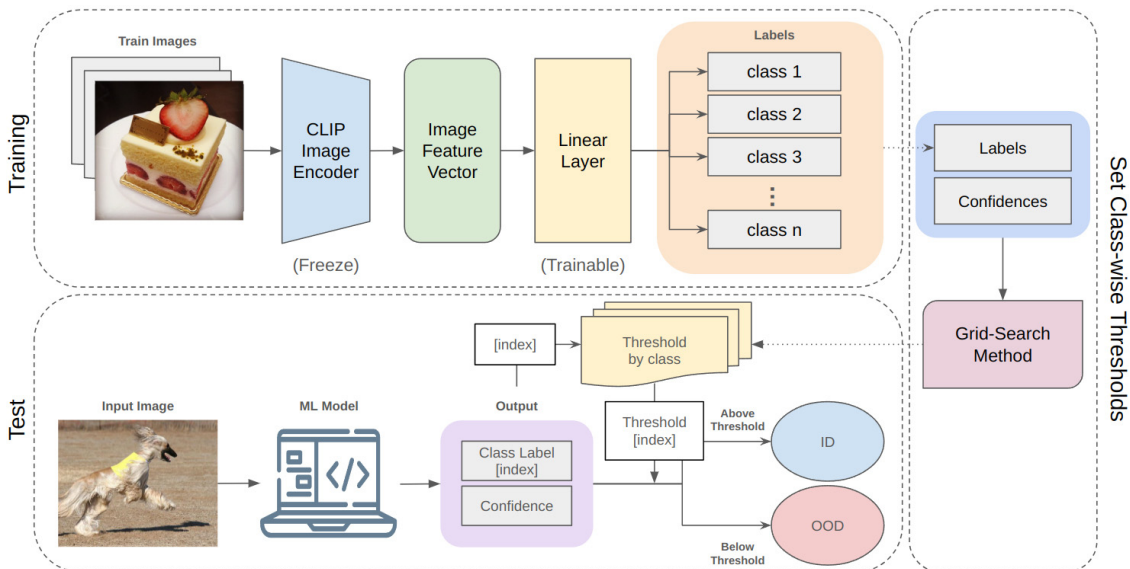 Training
Train Images
CLIP
Image
Encoder
(Freeze)
Image
Feature
Vector
Linear
Layer
(Trainable)
Labels
class 1
class 2
class 3
class n
Set Class-wise Thresholds
Labels
Confidences
Grid-Search
Method
Test
Input Image
ML Model
</>
Output
[index]
Class Label
[index]
Confidence
Threshold
by class
Threshold
[index]
Above
Threshold
ID
Below
Threshold
OOD